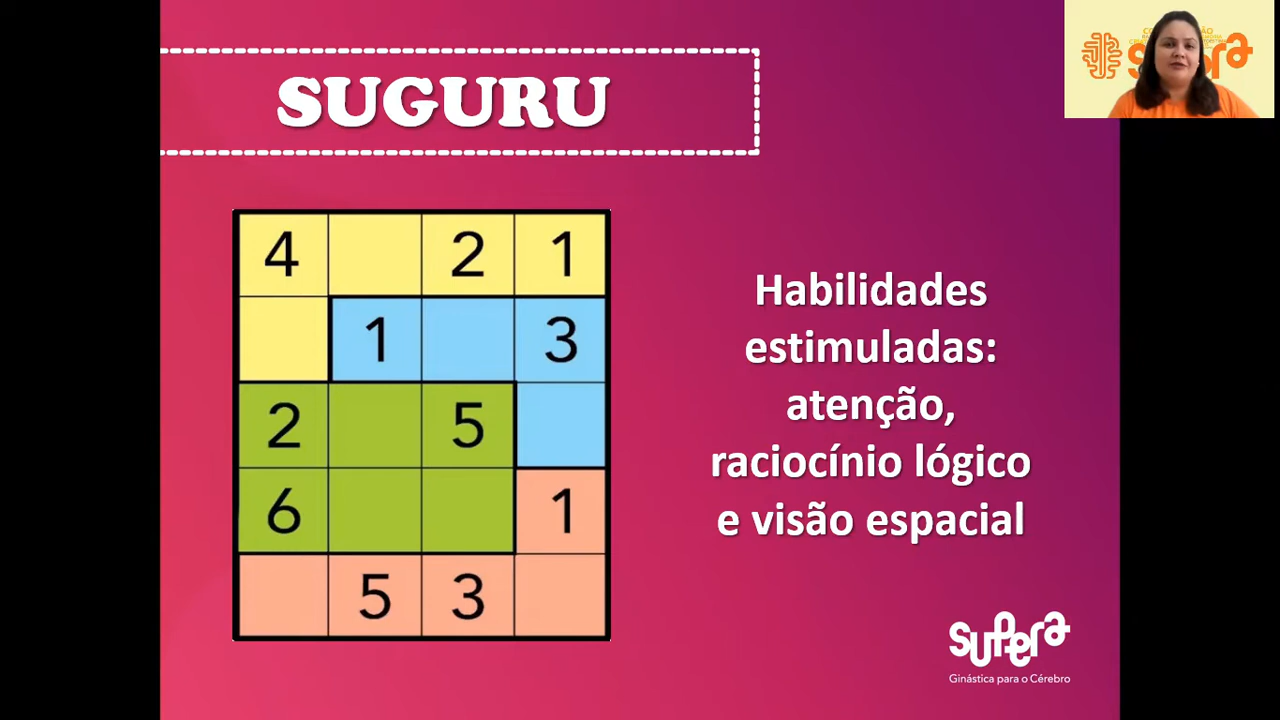 SUGURU
4 2 1
1 3
2 5
6 1
5 3
Habilidades
estimuladas:
atenção,
raciocínio lógico
e visão espacial
Supera
Ginástica para o Cérebro